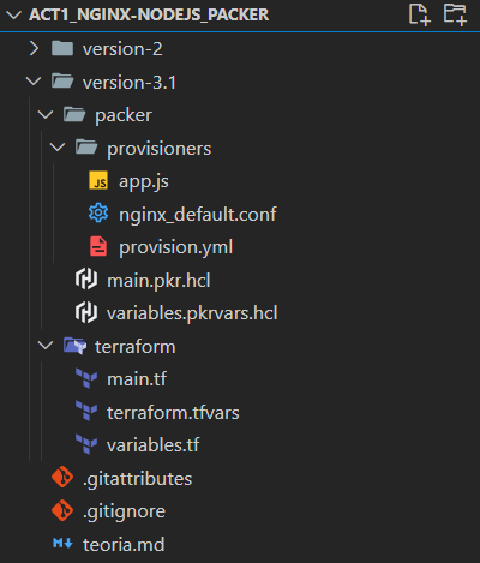 ACT1_NGINX-NODEJS_PACKER
version-2
version-3.1
packer
provisioners
JS app.js
nginx_default.conf
provision.yml
main.pkr.hcl
variables.pkrvars.hcl
terraform
main.tf
terraform.tfvars
variables.tf
.gitattributes
.gitignore
teoria.md